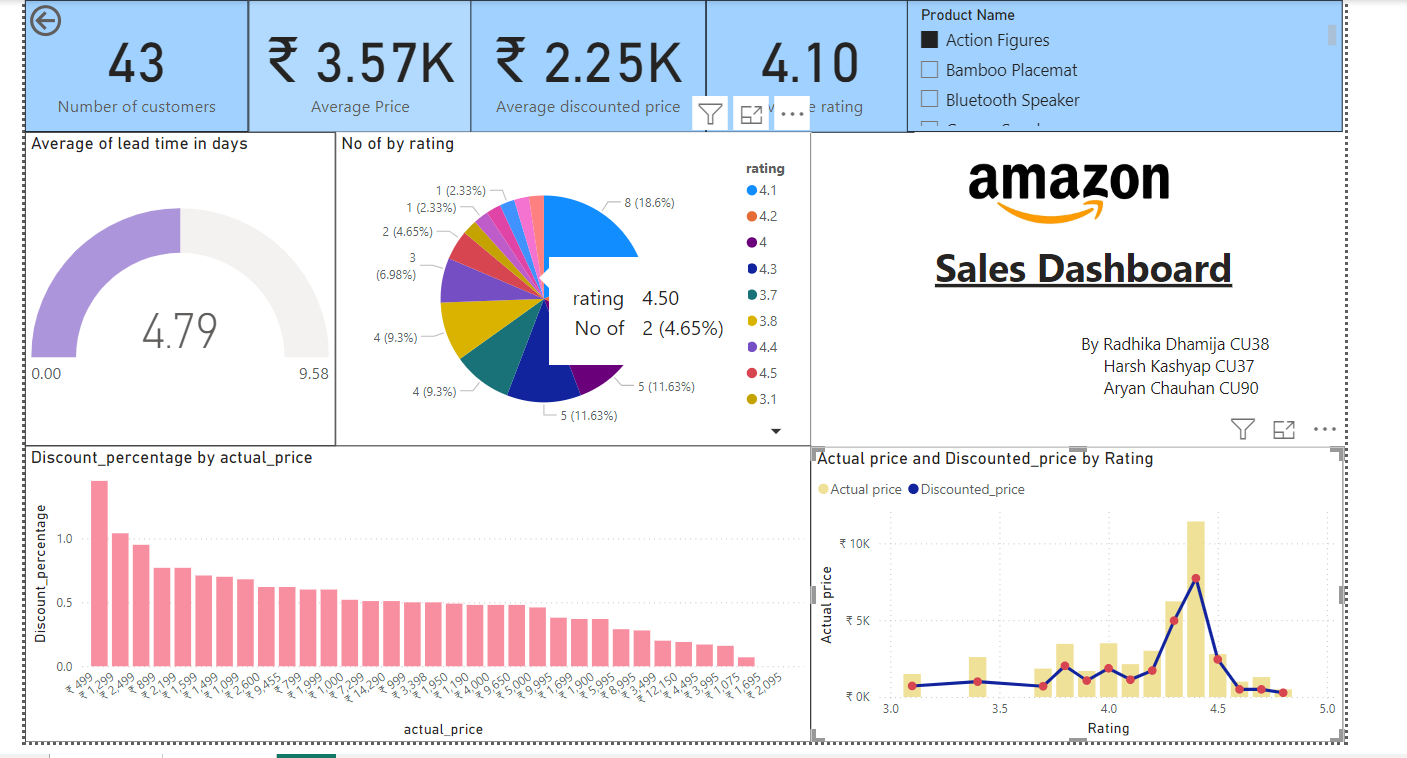 43
Number of customers
₹ 3.57K
Average Price
₹ 2.25K
Average discounted price
4.10
rating
Product Name
Action Figures
Bamboo Placemat
Bluetooth Speaker
Average of lead time in days
4.79
0.00
9.58
No of by rating
1 (2.33%)
1 (2.33%)
2 (4.65%)
3
(6.98%)
4 (9.3%)
4 (9.3%)
5 (11.63%)
5 (11.63%)
8 (18.6%)
rating 4.50
No of 2 (4.65%)
rating
4.1
4.2
4
4.3
3.7
3.8
4.4
4.5
3.1
amazon
Sales Dashboard
By Radhika Dhamija CU38
Harsh Kashyap CU37
Aryan Chauhan CU90
Discount_percentage by actual_price
Discount_percentage
1.0
0.5
0.0
₹ 499
₹ 1,299
₹ 2,499
₹ 899
₹ 2,199
₹ 1,599
₹ 1,499
₹ 1,099
₹ 2,600
₹ 9,455
₹ 799
₹ 1,999
₹ 1,000
₹ 7,299
₹ 14,290
₹ 999
₹ 3,398
₹ 1,550
₹ 1,190
₹ 4,000
₹ 9,650
₹ 5,000
₹ 9,995
₹ 1,699
₹ 1,900
₹ 5,995
₹ 8,995
₹ 3,499
₹ 12,150
₹ 4,495
₹ 3,995
₹ 1,075
₹ 1,695
₹ 2,095
actual_price
Actual price and Discounted_price by Rating
Actual price Discounted_price
Actual price
₹ 10K
₹ 5K
₹ 0K
3.0
3.5
4.0
4.5
5.0
Rating